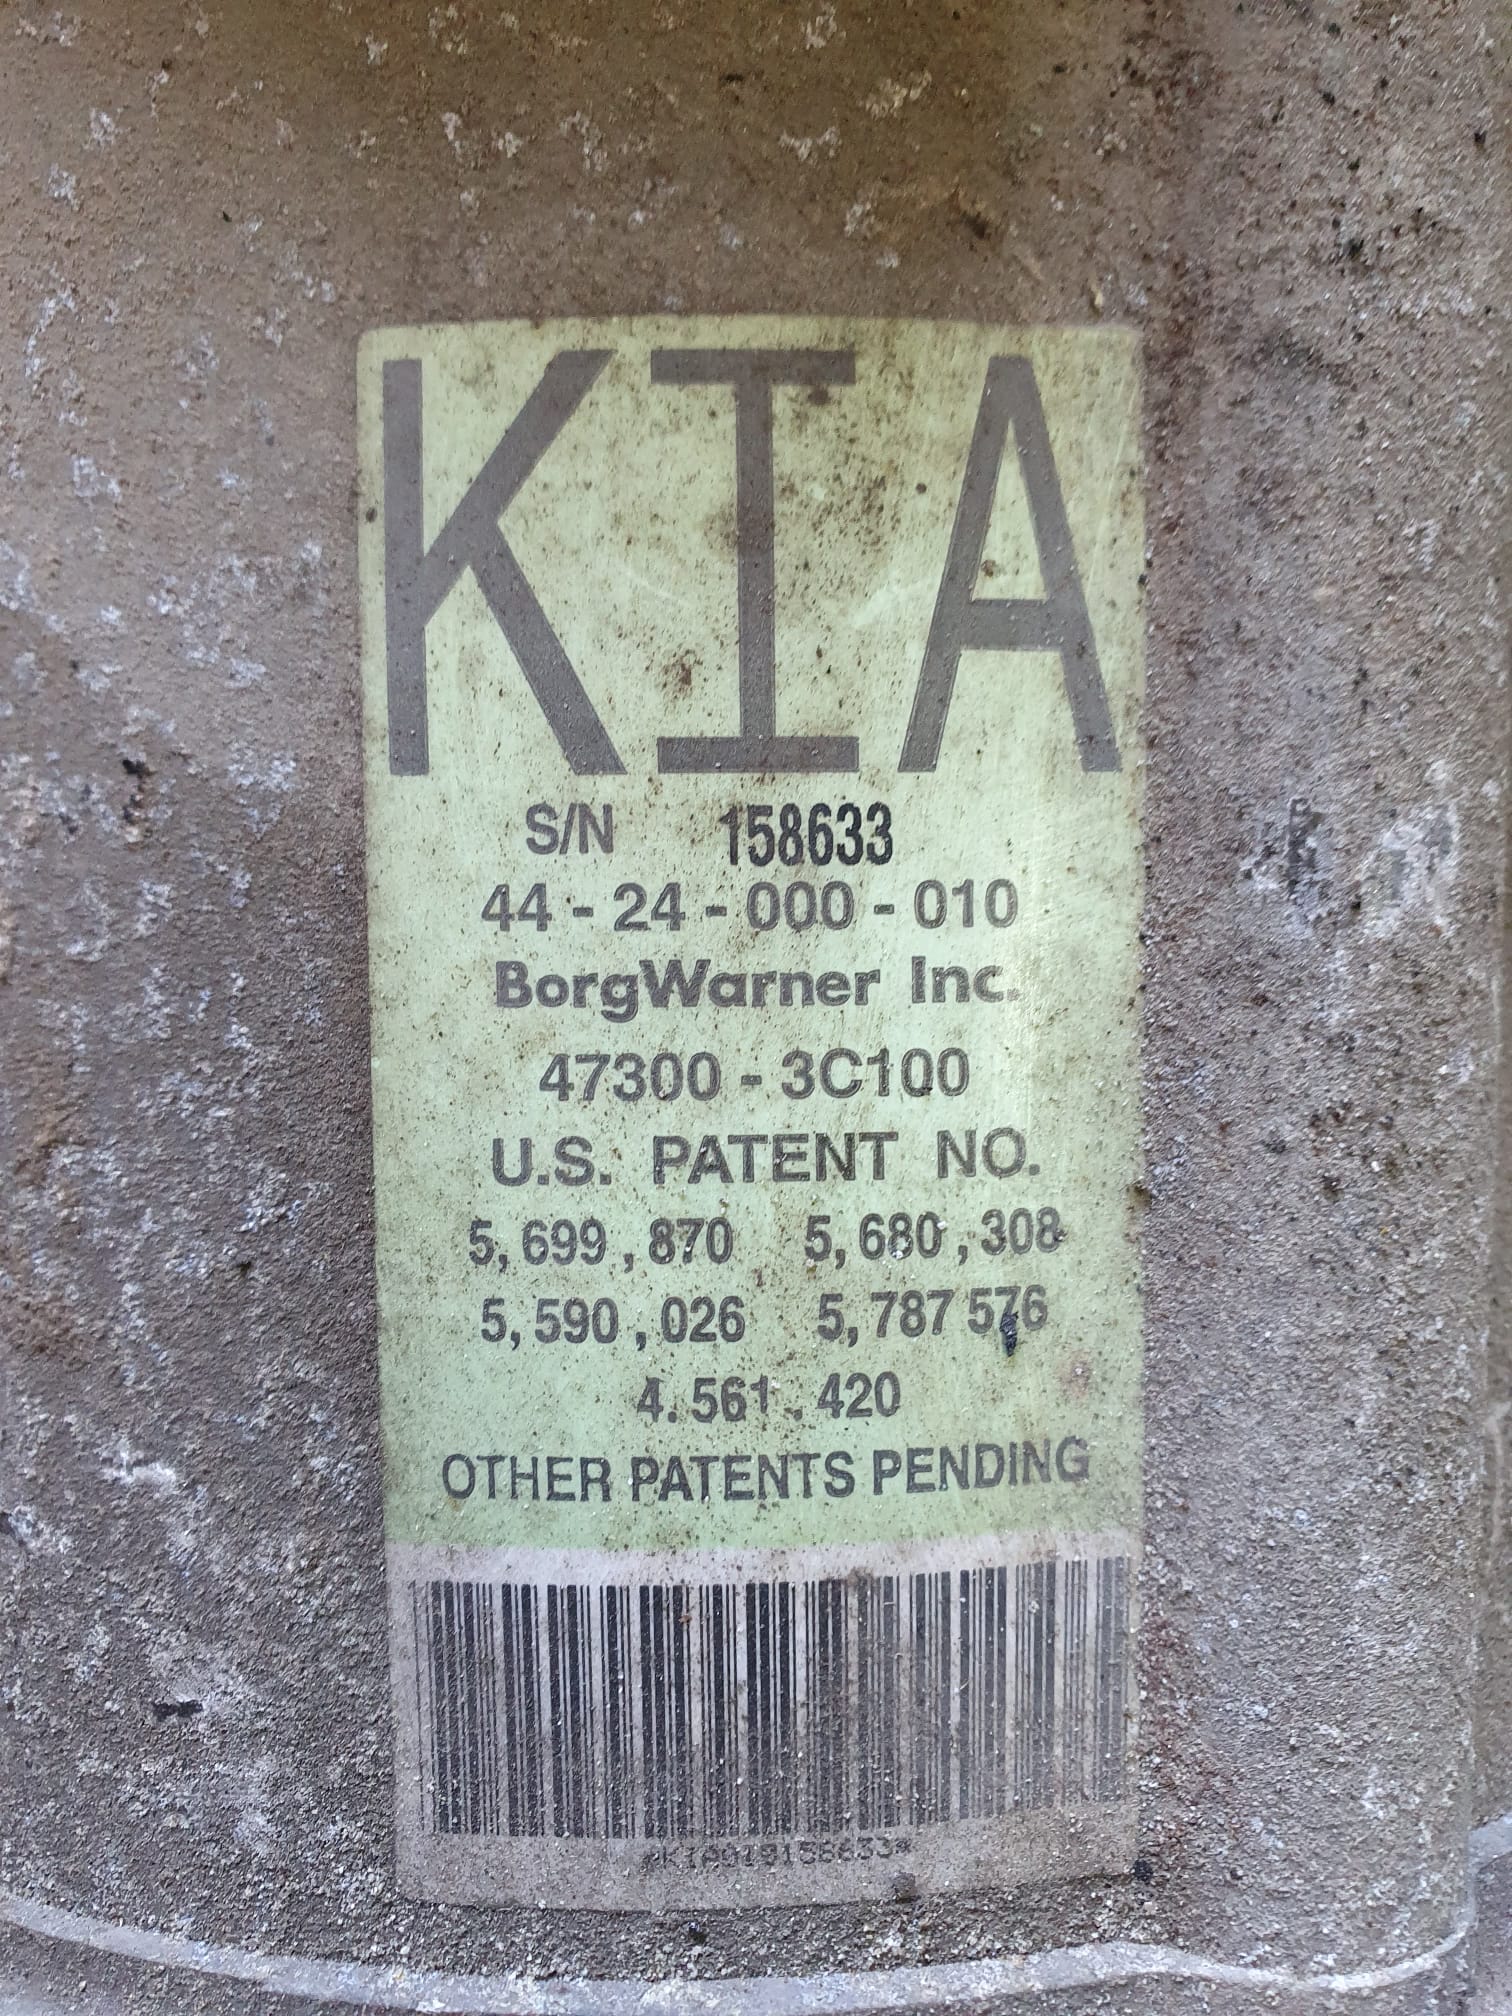 KIA
S/N 158633
44 - 24 - 000 - 010
BorgWarner Inc.
47300 - 3C100
U.S. PATENT NO.
5,699,870 5,680,308
5,590,026 5,787 576
4.561.420
OTHER PATENTS PENDING
*KIA010158633*